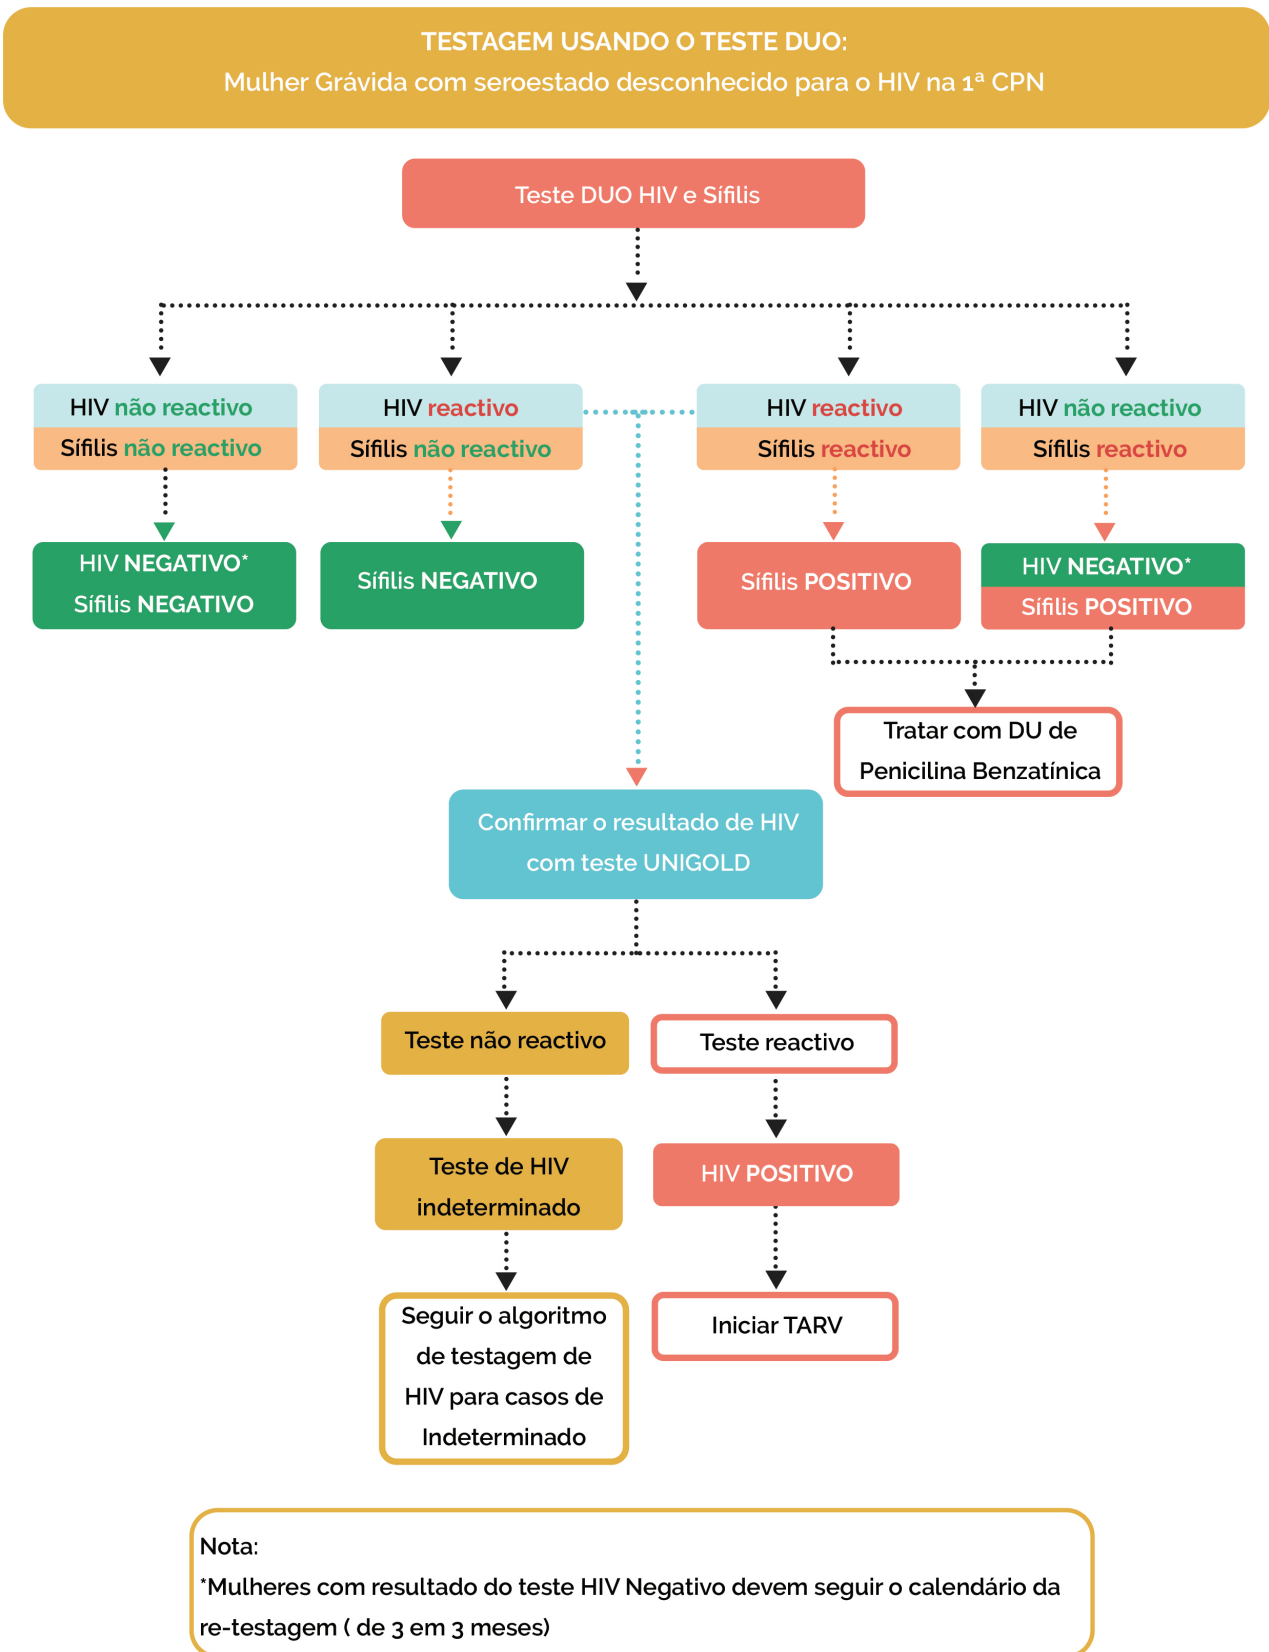 TESTAGEM USANDO O TESTE DUO:
Mulher Grávida com seroestado desconhecido para o HIV na 1ª CPN
Teste DUO HIV e Sífilis
HIV não reactivo
Sífilis não reactivo
HIV reactivo
Sífilis não reactivo
HIV reactivo
Sífilis reactivo
HIV não reactivo
Sífilis reactivo
HIV NEGATIVO*
Sífilis NEGATIVO
Sífilis NEGATIVO
Sífilis POSITIVO
HIV NEGATIVO*
Sífilis POSITIVO
Tratar com DU de
Penicilina Benzatínica
Confirmar o resultado de HIV
com teste UNIGOLD
Teste não reactivo
Teste reactivo
Teste de HIV
indeterminado
HIV POSITIVO
Seguir o algoritmo
de testagem de
HIV para casos de
Indeterminado
Iniciar TARV
Nota:
*Mulheres com resultado do teste HIV Negativo devem seguir o calendário da
re-testagem ( de 3 em 3 meses)